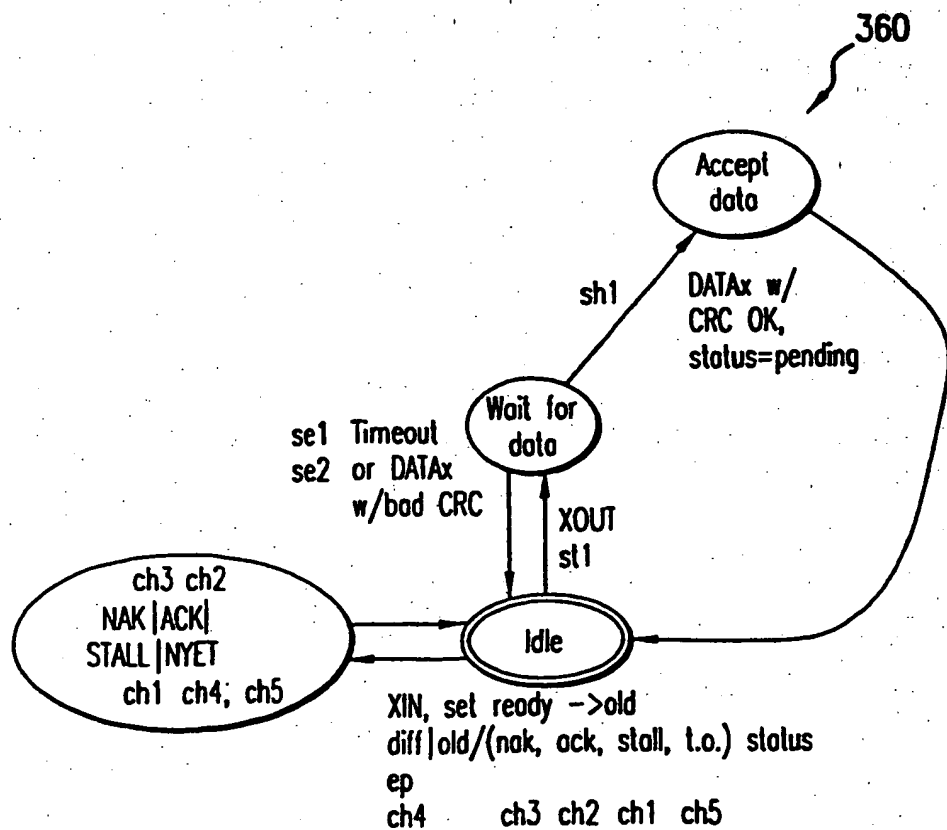 360
Accept
data
sh1
DATAx w/
CRC OK,
status=pending
Wait for
data
se1 Timeout
se2 or DATAx
w/bad CRC
XOUT
st1
ch3 ch2
NAK|ACK|
STALL|NYET
ch1 ch4; ch5
Idle
XIN, set ready ->old
diff|old/(nak, ack, stall, t.o.) status
ep
ch4 ch3 ch2 ch1 ch5